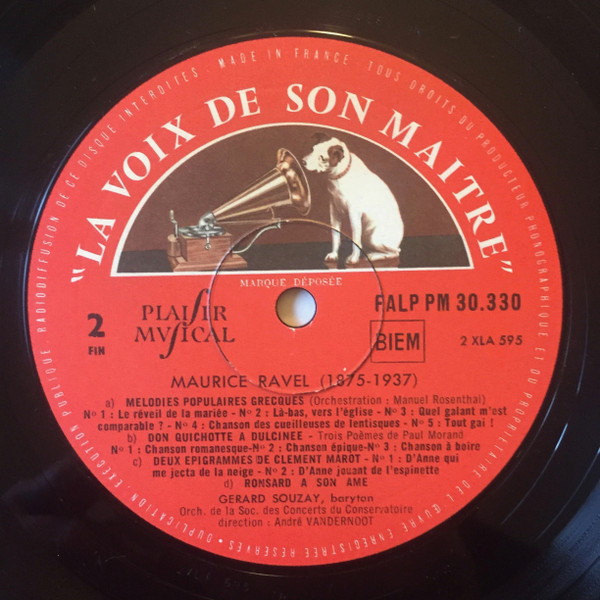 EXÉCUTION PUBLIQUE · RADIODIFFUSION DE CE DISQUE INTERDITES · MADE IN FRANCE · TOUS DROITS DU PRODUCTEUR PHONOGRAPHIQUE ET DU PROPRIETAIRE DE L'ŒUVRE ENREGISTREE RESERVES ·
"LA VOIX DE SON MAITRE"
MARQUE DÉPOSÉE
2
FIN
PLAISIR
MVSICAL
FALP PM 30.330
BIEM
2 XLA 595
MAURICE RAVEL (1875-1937)
a) MELODIES POPULAIRES GRECQUES (Orchestration : Manuel Rosenthal)
Nº 1 : Le réveil de la mariée - Nº 2 : Là-bas, vers l'église - Nº 3 : Quel galant m'est
comparable ? - Nº 4 : Chanson des cueilleuses de lentisques - Nº 5 : Tout gai !
b) DON QUICHOTTE A DULCINEE - Trois Poèmes de Paul Morand
Nº 1 : Chanson romanesque-Nº 2 : Chanson épique-Nº 3 : Chanson à boire
c) DEUX EPIGRAMMES DE CLEMENT MAROT - Nº 1 : D'Anne qui
me jecta de la neige - Nº 2 : D'Anne jouant de l'espinette
d) RONSARD A SON AME
GERARD SOUZAY, baryton
Orch. de la Soc. des Concerts du Conservatoire
direction : André VANDERNOOT